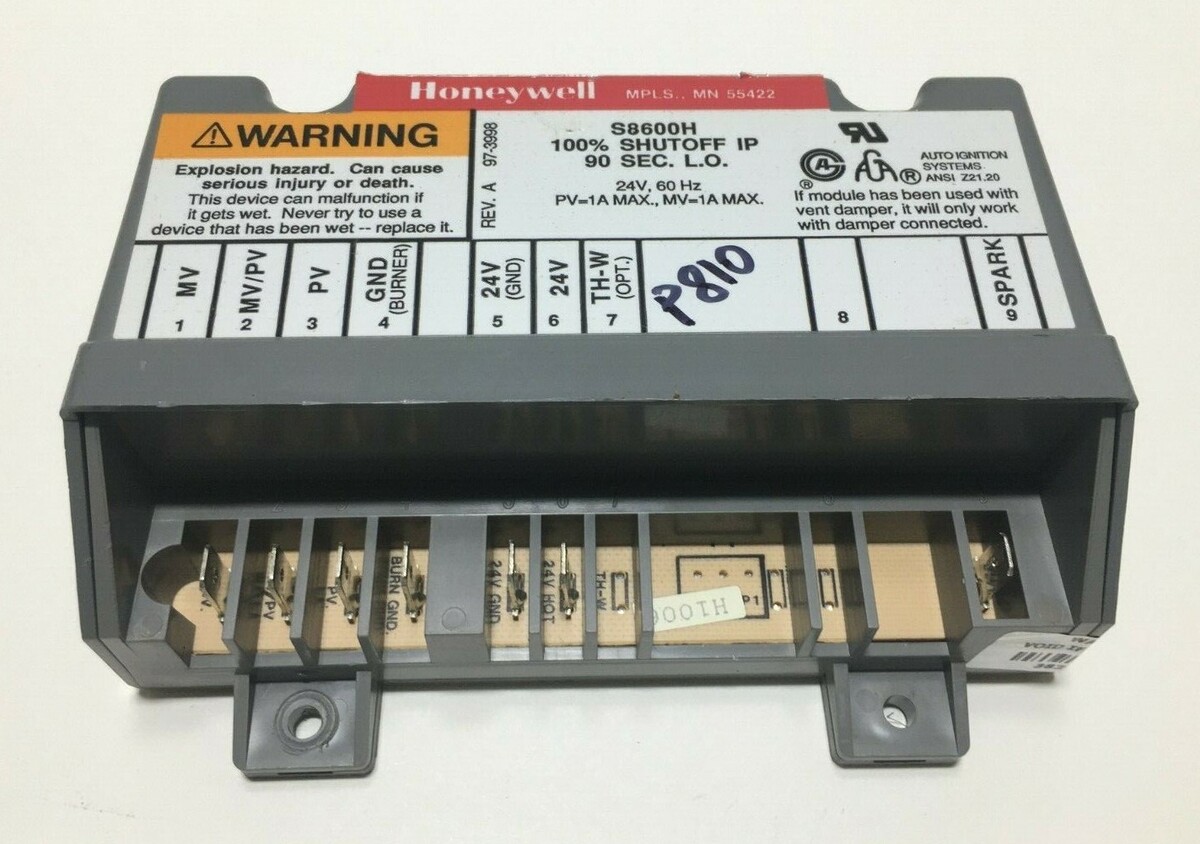 Honeywell MPLS., MN 55422
⚠WARNING
Explosion hazard. Can cause
serious injury or death.
This device can malfunction if
it gets wet. Never try to use a
device that has been wet -- replace it.
REV. A 97-3998
S8600H
100% SHUTOFF IP
90 SEC. L.O.
24V, 60 Hz
PV=1A MAX., MV=1A MAX.
AUTO IGNITION
SYSTEMS
ANSI Z21.20
If module has been used with
vent damper, it will only work
with damper connected.
MV
1
MV/PV
2
PV
3
GND
(BURNER)
4
24V
(GND)
5
24V
6
TH-W
(OPT.)
7
P810
8
SPARK
9
MV/PV
PV
BURN GND.
24V GND
24V HOT
TH-W
P1
VOID